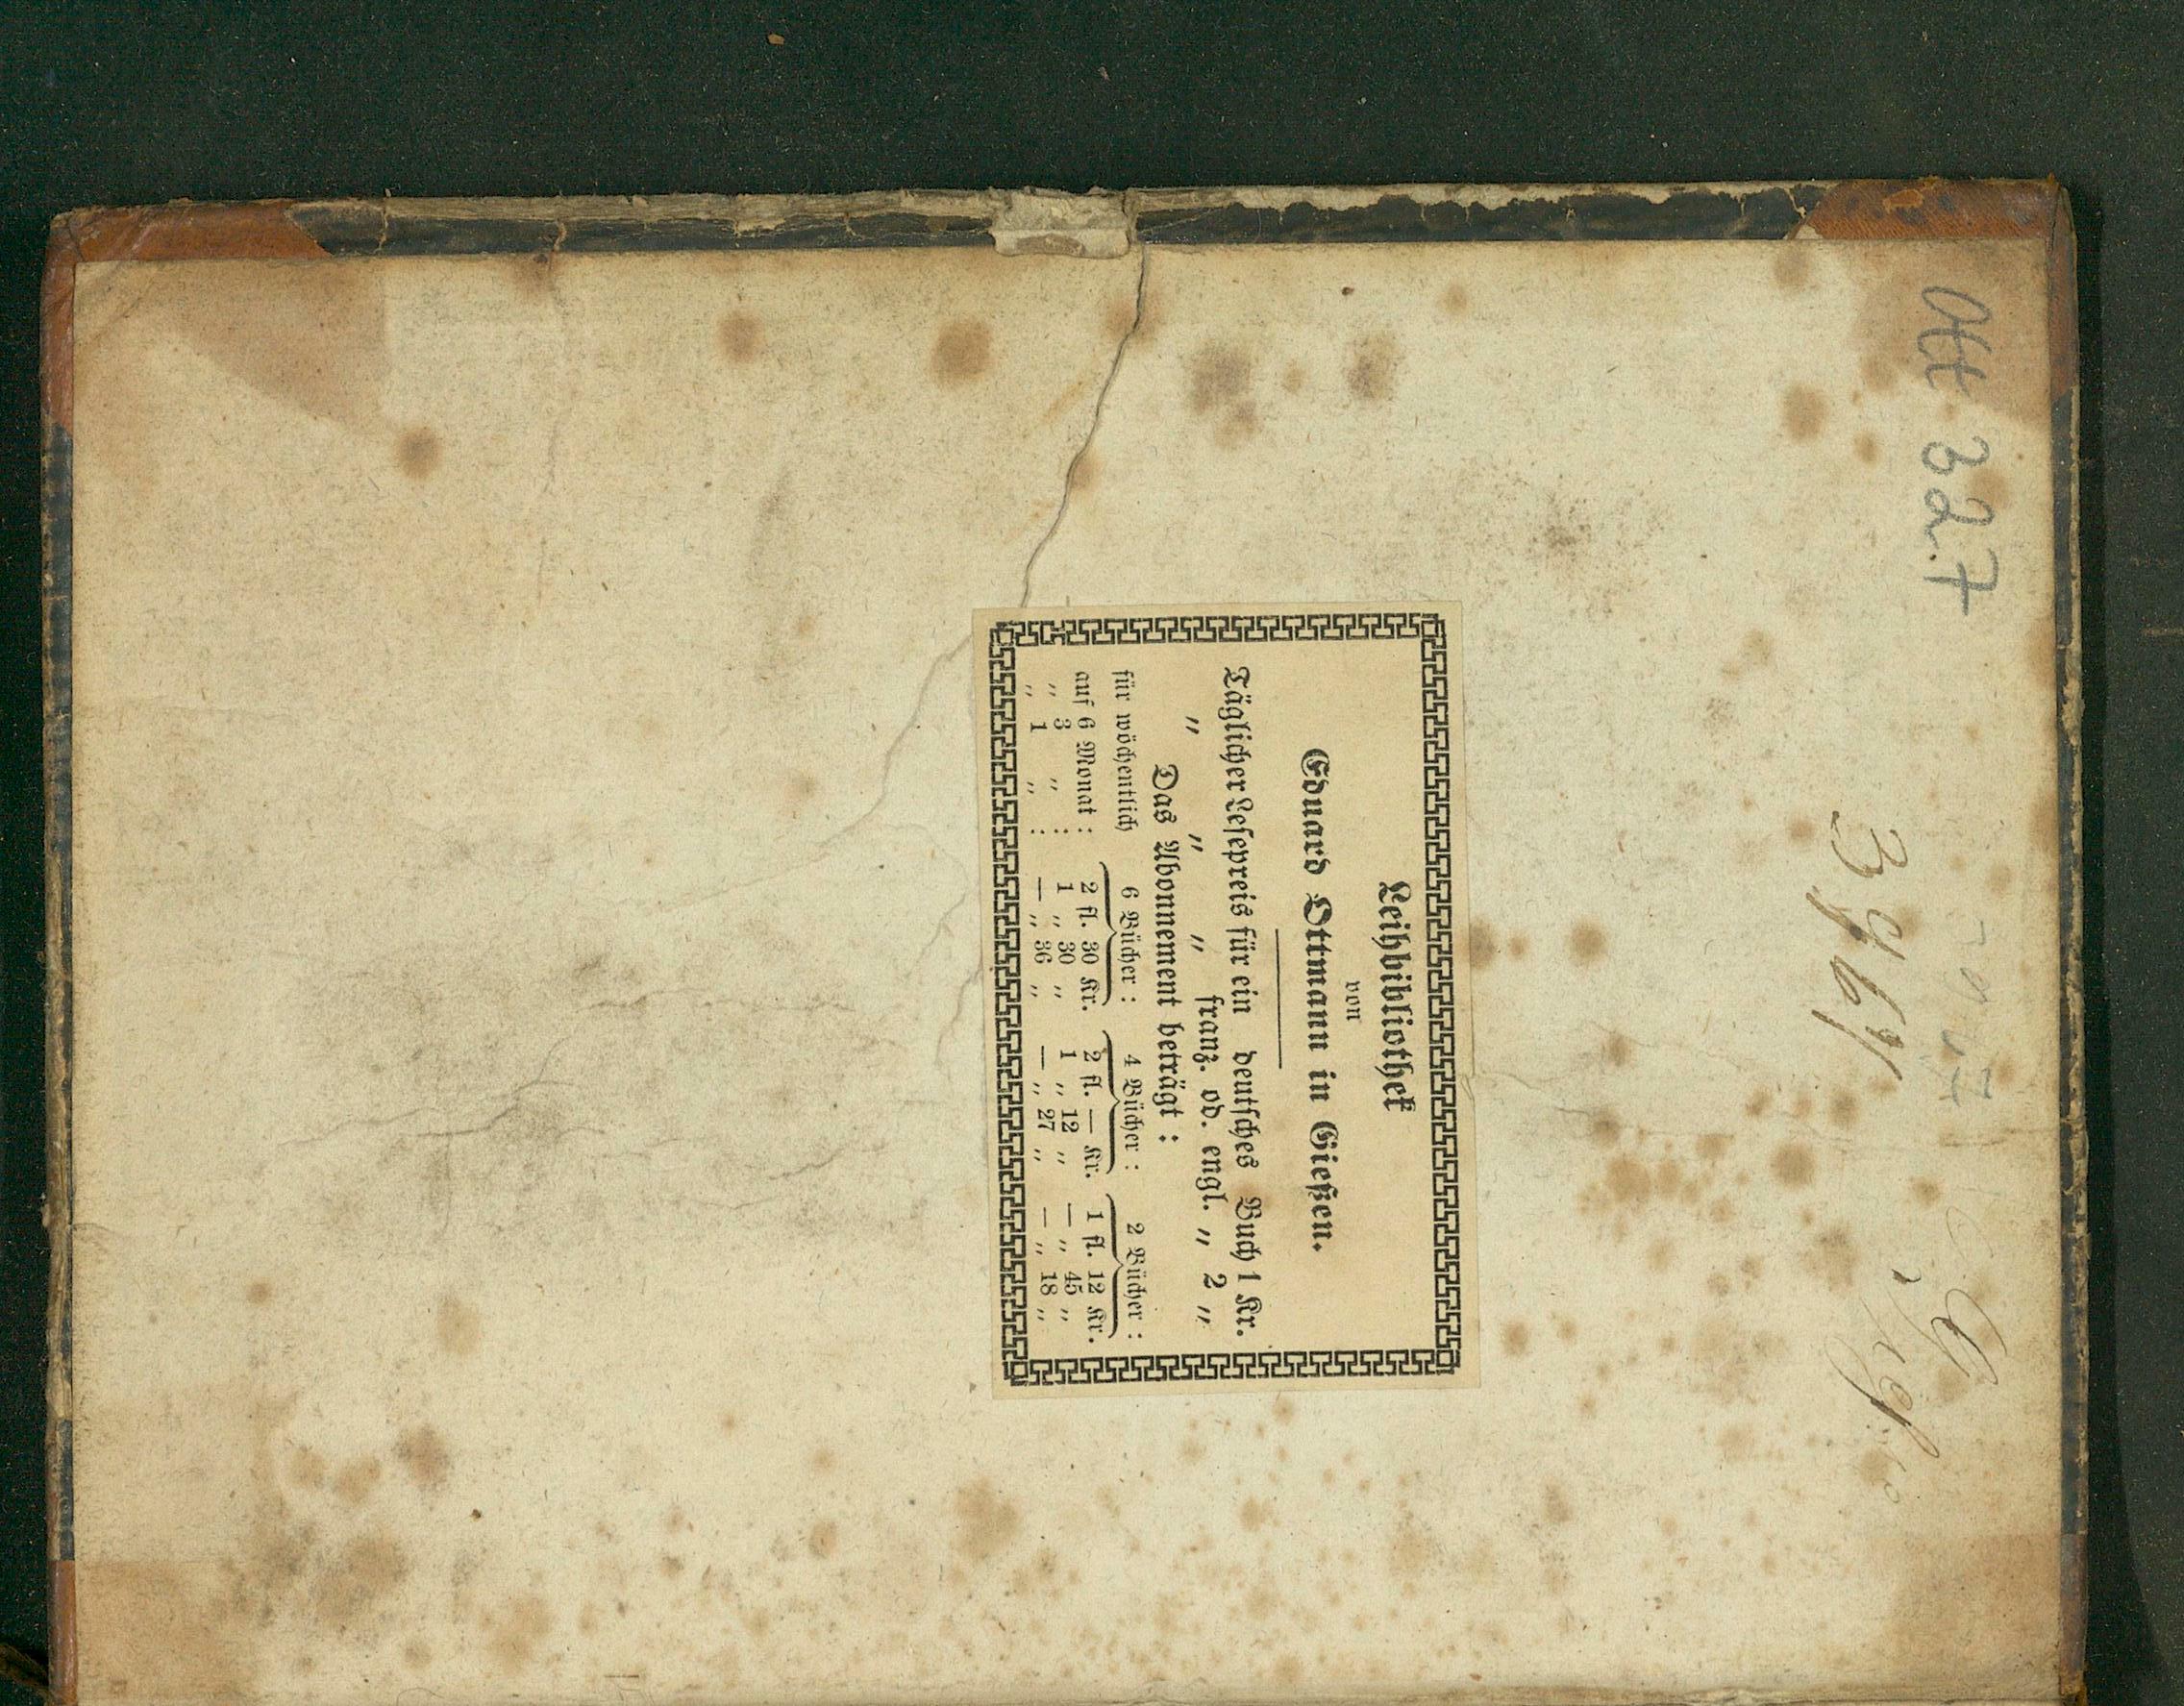 Ott 327
3467
Leihbibliothek
von
Eduard Ottmann in Gießen.
Täglicher Lesepreis für ein deutsches Buch 1 Kr.
„ „ „ franz. od. engl. „ 2 „
Das Abonnement beträgt:
für wöchentlich 6 Bücher: 4 Bücher: 2 Bücher:
auf 6 Monat: 2 fl. 30 Kr. 2 fl. — Kr. 1 fl. 12 Kr.
„ 3 „ : 1 „ 30 „ 1 „ 12 „ — „ 45 „
„ 1 „ : — „ 36 „ — „ 27 „ — „ 18 „